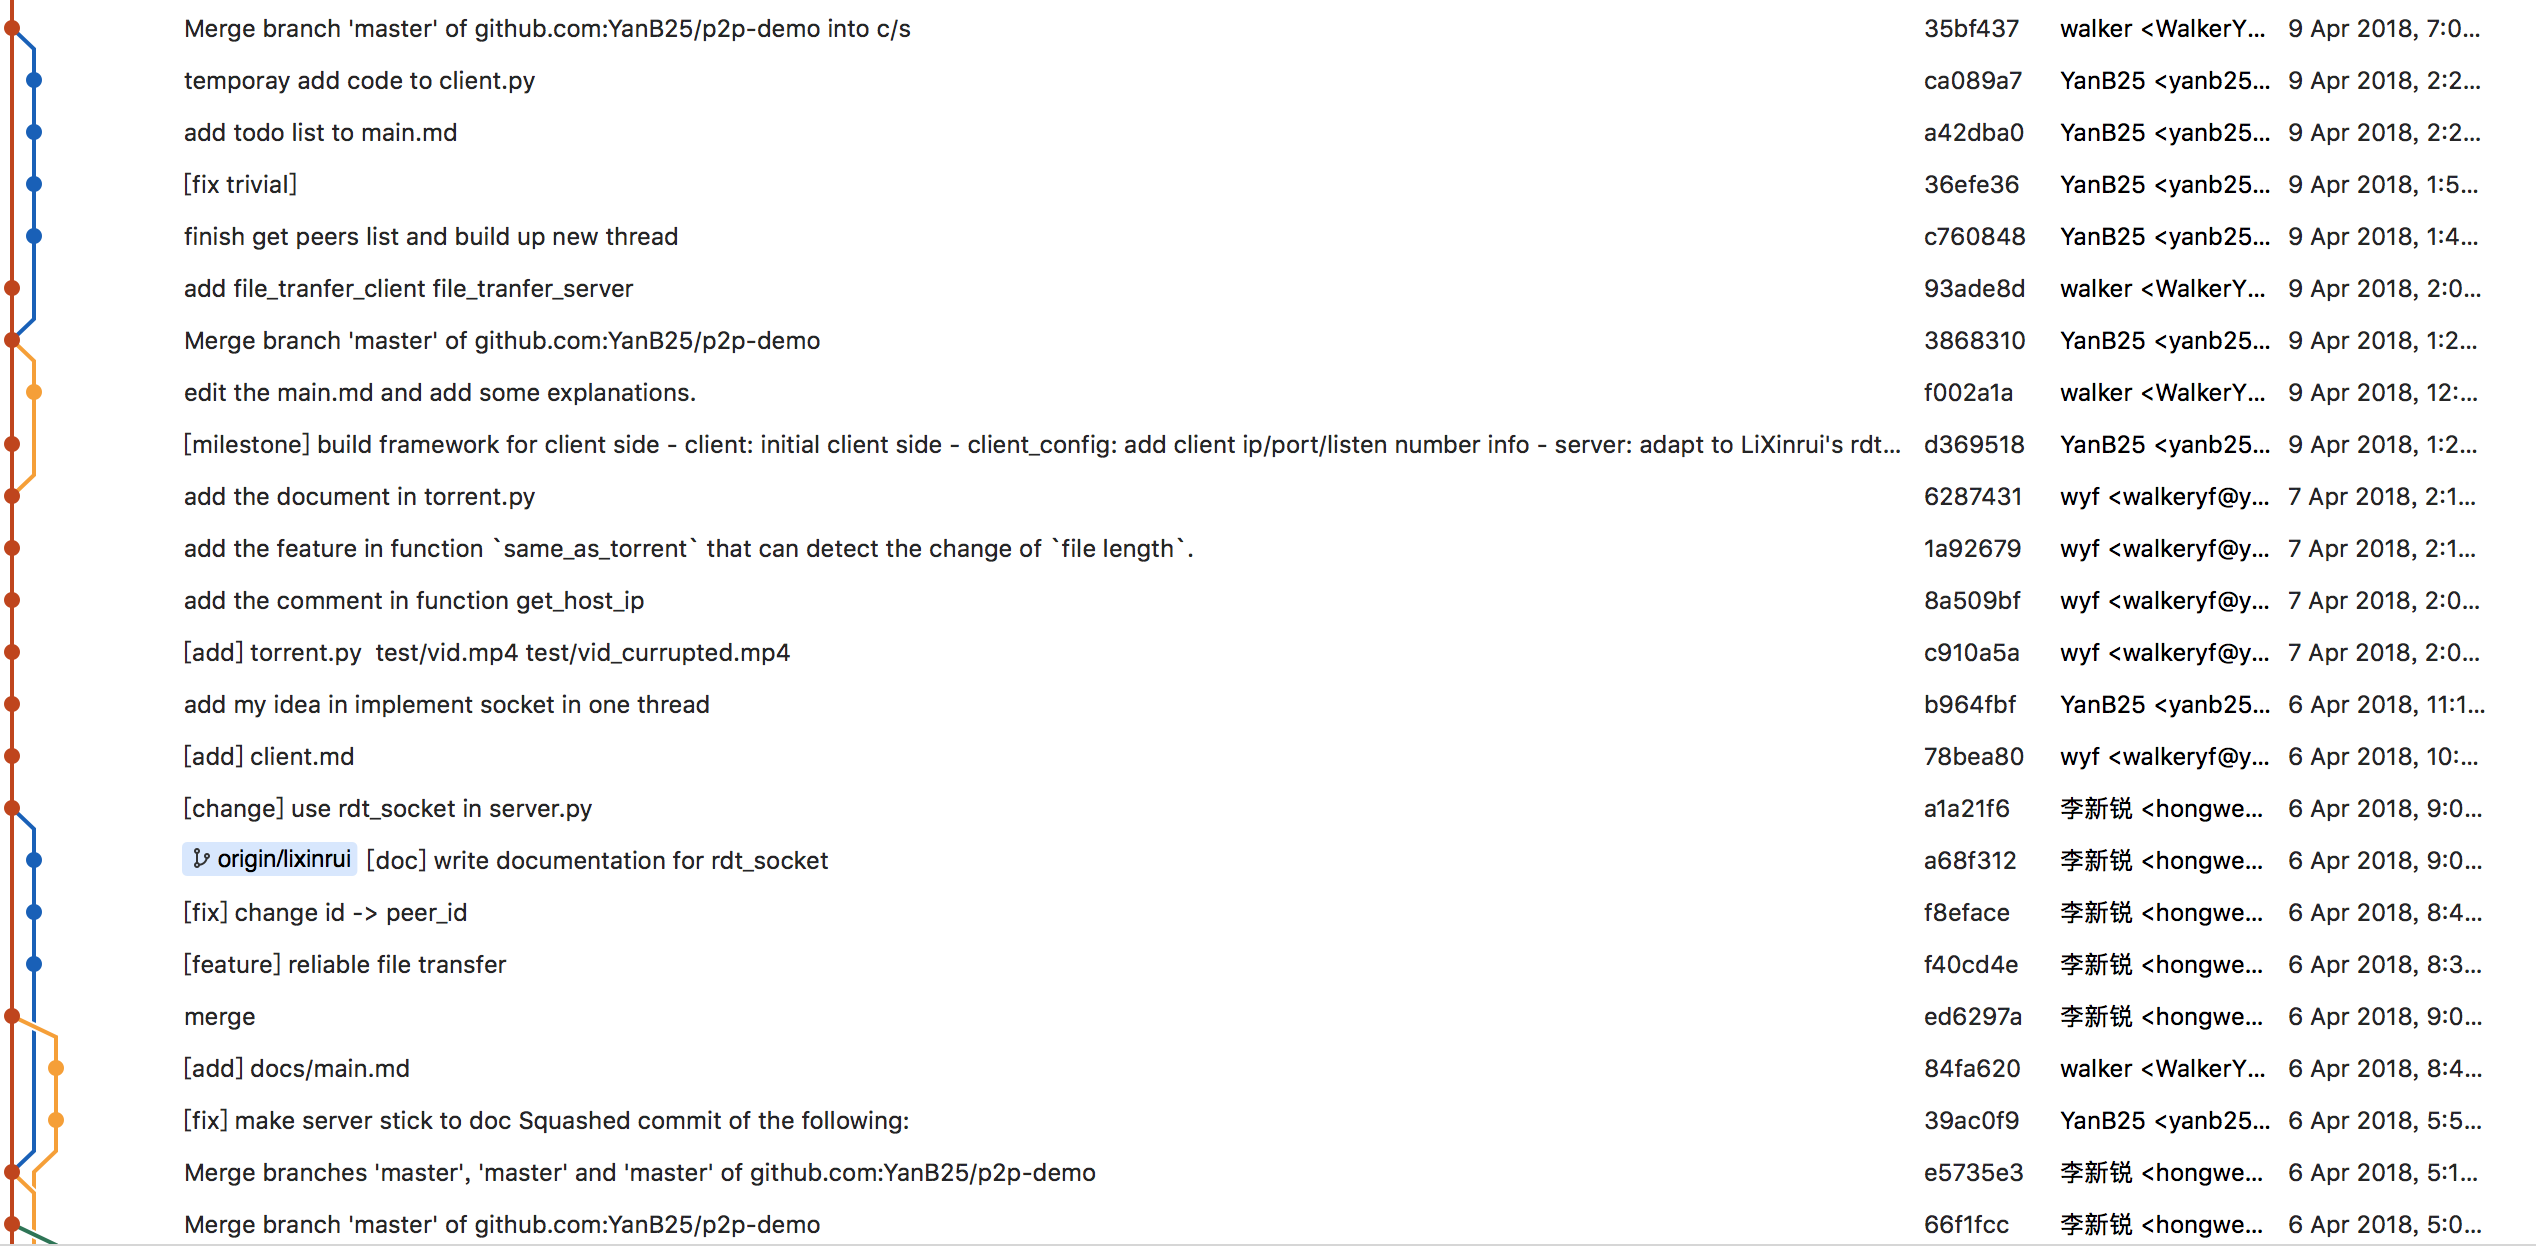 Merge branch 'master' of github.com:YanB25/p2p-demo into c/s 35bf437 walker <WalkerY... 9 Apr 2018, 7:0...
temporay add code to client.py ca089a7 YanB25 <yanb25... 9 Apr 2018, 2:2...
add todo list to main.md a42dba0 YanB25 <yanb25... 9 Apr 2018, 2:2...
[fix trivial] 36efe36 YanB25 <yanb25... 9 Apr 2018, 1:5...
finish get peers list and build up new thread c760848 YanB25 <yanb25... 9 Apr 2018, 1:4...
add file_tranfer_client file_tranfer_server 93ade8d walker <WalkerY... 9 Apr 2018, 2:0...
Merge branch 'master' of github.com:YanB25/p2p-demo 3868310 YanB25 <yanb25... 9 Apr 2018, 1:2...
edit the main.md and add some explanations. f002a1a walker <WalkerY... 9 Apr 2018, 12:...
[milestone] build framework for client side - client: initial client side - client_config: add client ip/port/listen number info - server: adapt to LiXinrui's rdt... d369518 YanB25 <yanb25... 9 Apr 2018, 1:2...
add the document in torrent.py 6287431 wyf <walkeryf@y... 7 Apr 2018, 2:1...
add the feature in function `same_as_torrent` that can detect the change of `file length`. 1a92679 wyf <walkeryf@y... 7 Apr 2018, 2:1...
add the comment in function get_host_ip 8a509bf wyf <walkeryf@y... 7 Apr 2018, 2:0...
[add] torrent.py  test/vid.mp4 test/vid_currupted.mp4 c910a5a wyf <walkeryf@y... 7 Apr 2018, 2:0...
add my idea in implement socket in one thread b964fbf YanB25 <yanb25... 6 Apr 2018, 11:1...
[add] client.md 78bea80 wyf <walkeryf@y... 6 Apr 2018, 10:...
[change] use rdt_socket in server.py a1a21f6 李新锐 <hongwe... 6 Apr 2018, 9:0...
origin/lixinrui [doc] write documentation for rdt_socket a68f312 李新锐 <hongwe... 6 Apr 2018, 9:0...
[fix] change id -> peer_id f8eface 李新锐 <hongwe... 6 Apr 2018, 8:4...
[feature] reliable file transfer f40cd4e 李新锐 <hongwe... 6 Apr 2018, 8:3...
merge ed6297a 李新锐 <hongwe... 6 Apr 2018, 9:0...
[add] docs/main.md 84fa620 walker <WalkerY... 6 Apr 2018, 8:4...
[fix] make server stick to doc Squashed commit of the following: 39ac0f9 YanB25 <yanb25... 6 Apr 2018, 5:5...
Merge branches 'master', 'master' and 'master' of github.com:YanB25/p2p-demo e5735e3 李新锐 <hongwe... 6 Apr 2018, 5:1...
Merge branch 'master' of github.com:YanB25/p2p-demo 66f1fcc 李新锐 <hongwe... 6 Apr 2018, 5:0...